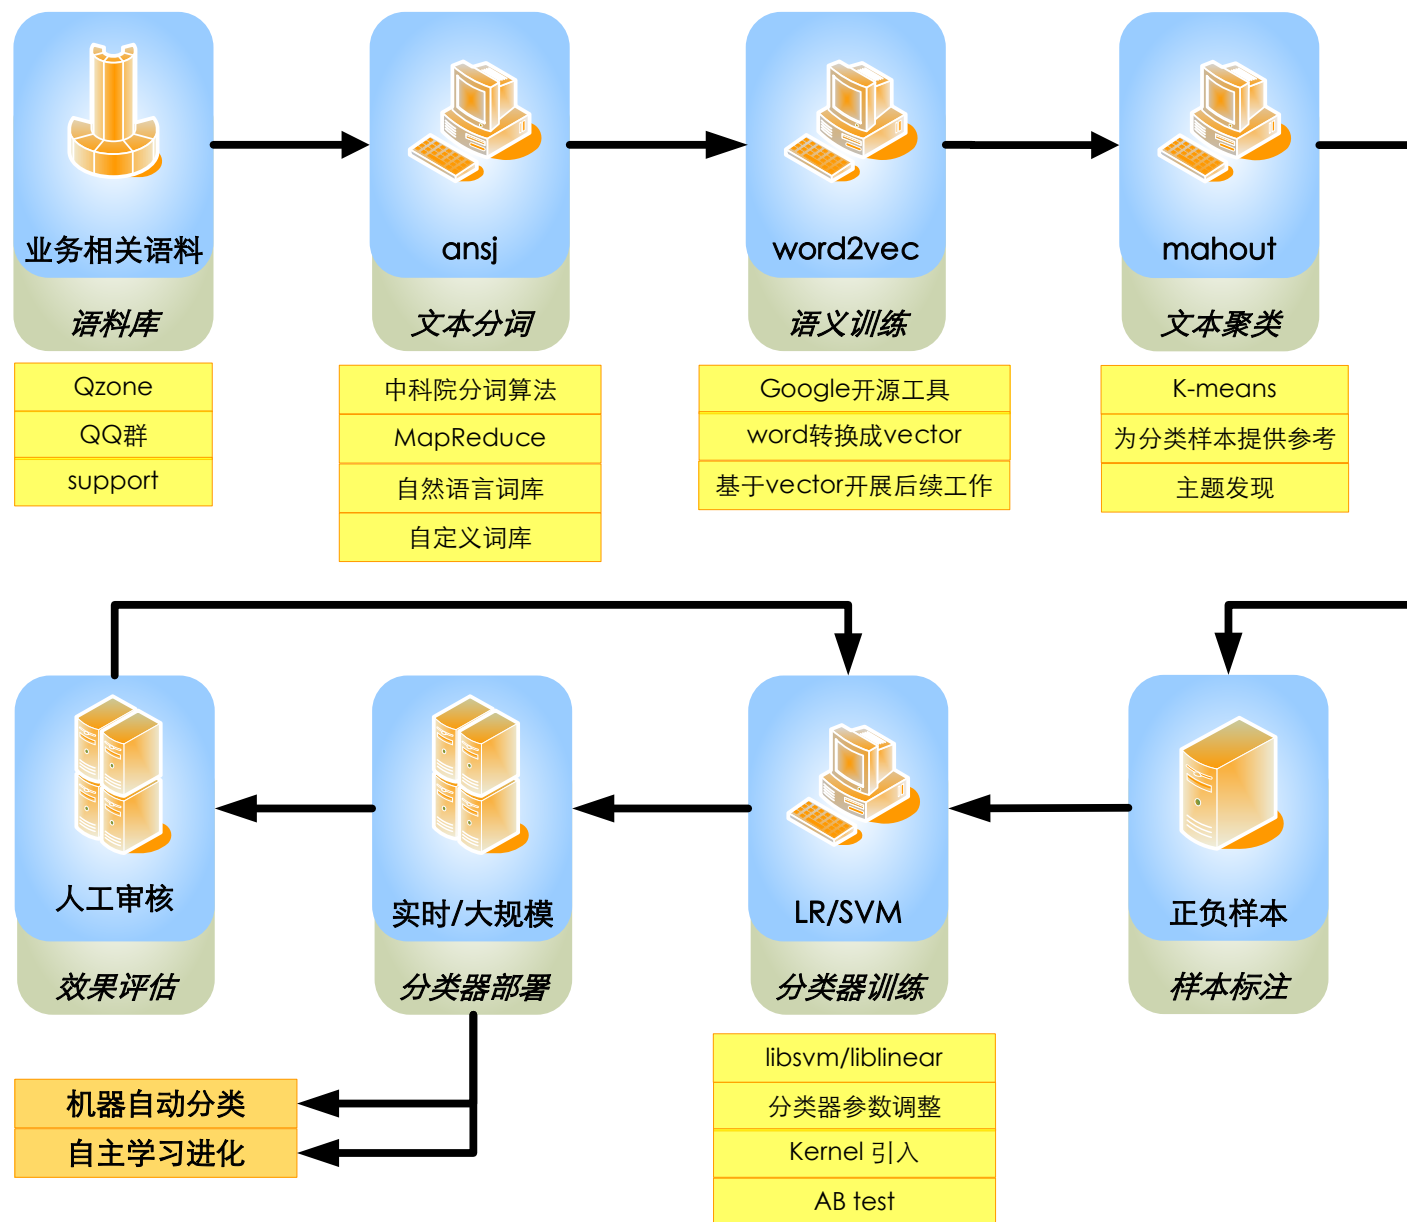 业务相关语料
语料库
Qzone
QQ群
support
ansj
文本分词
中科院分词算法
MapReduce
自然语言词库
自定义词库
word2vec
语义训练
Google开源工具
word转换成vector
基于vector开展后续工作
mahout
文本聚类
K-means
为分类样本提供参考
主题发现
正负样本
样本标注
LR/SVM
分类器训练
libsvm/liblinear
分类器参数调整
Kernel 引入
AB test
实时/大规模
分类器部署
机器自动分类
自主学习进化
人工审核
效果评估